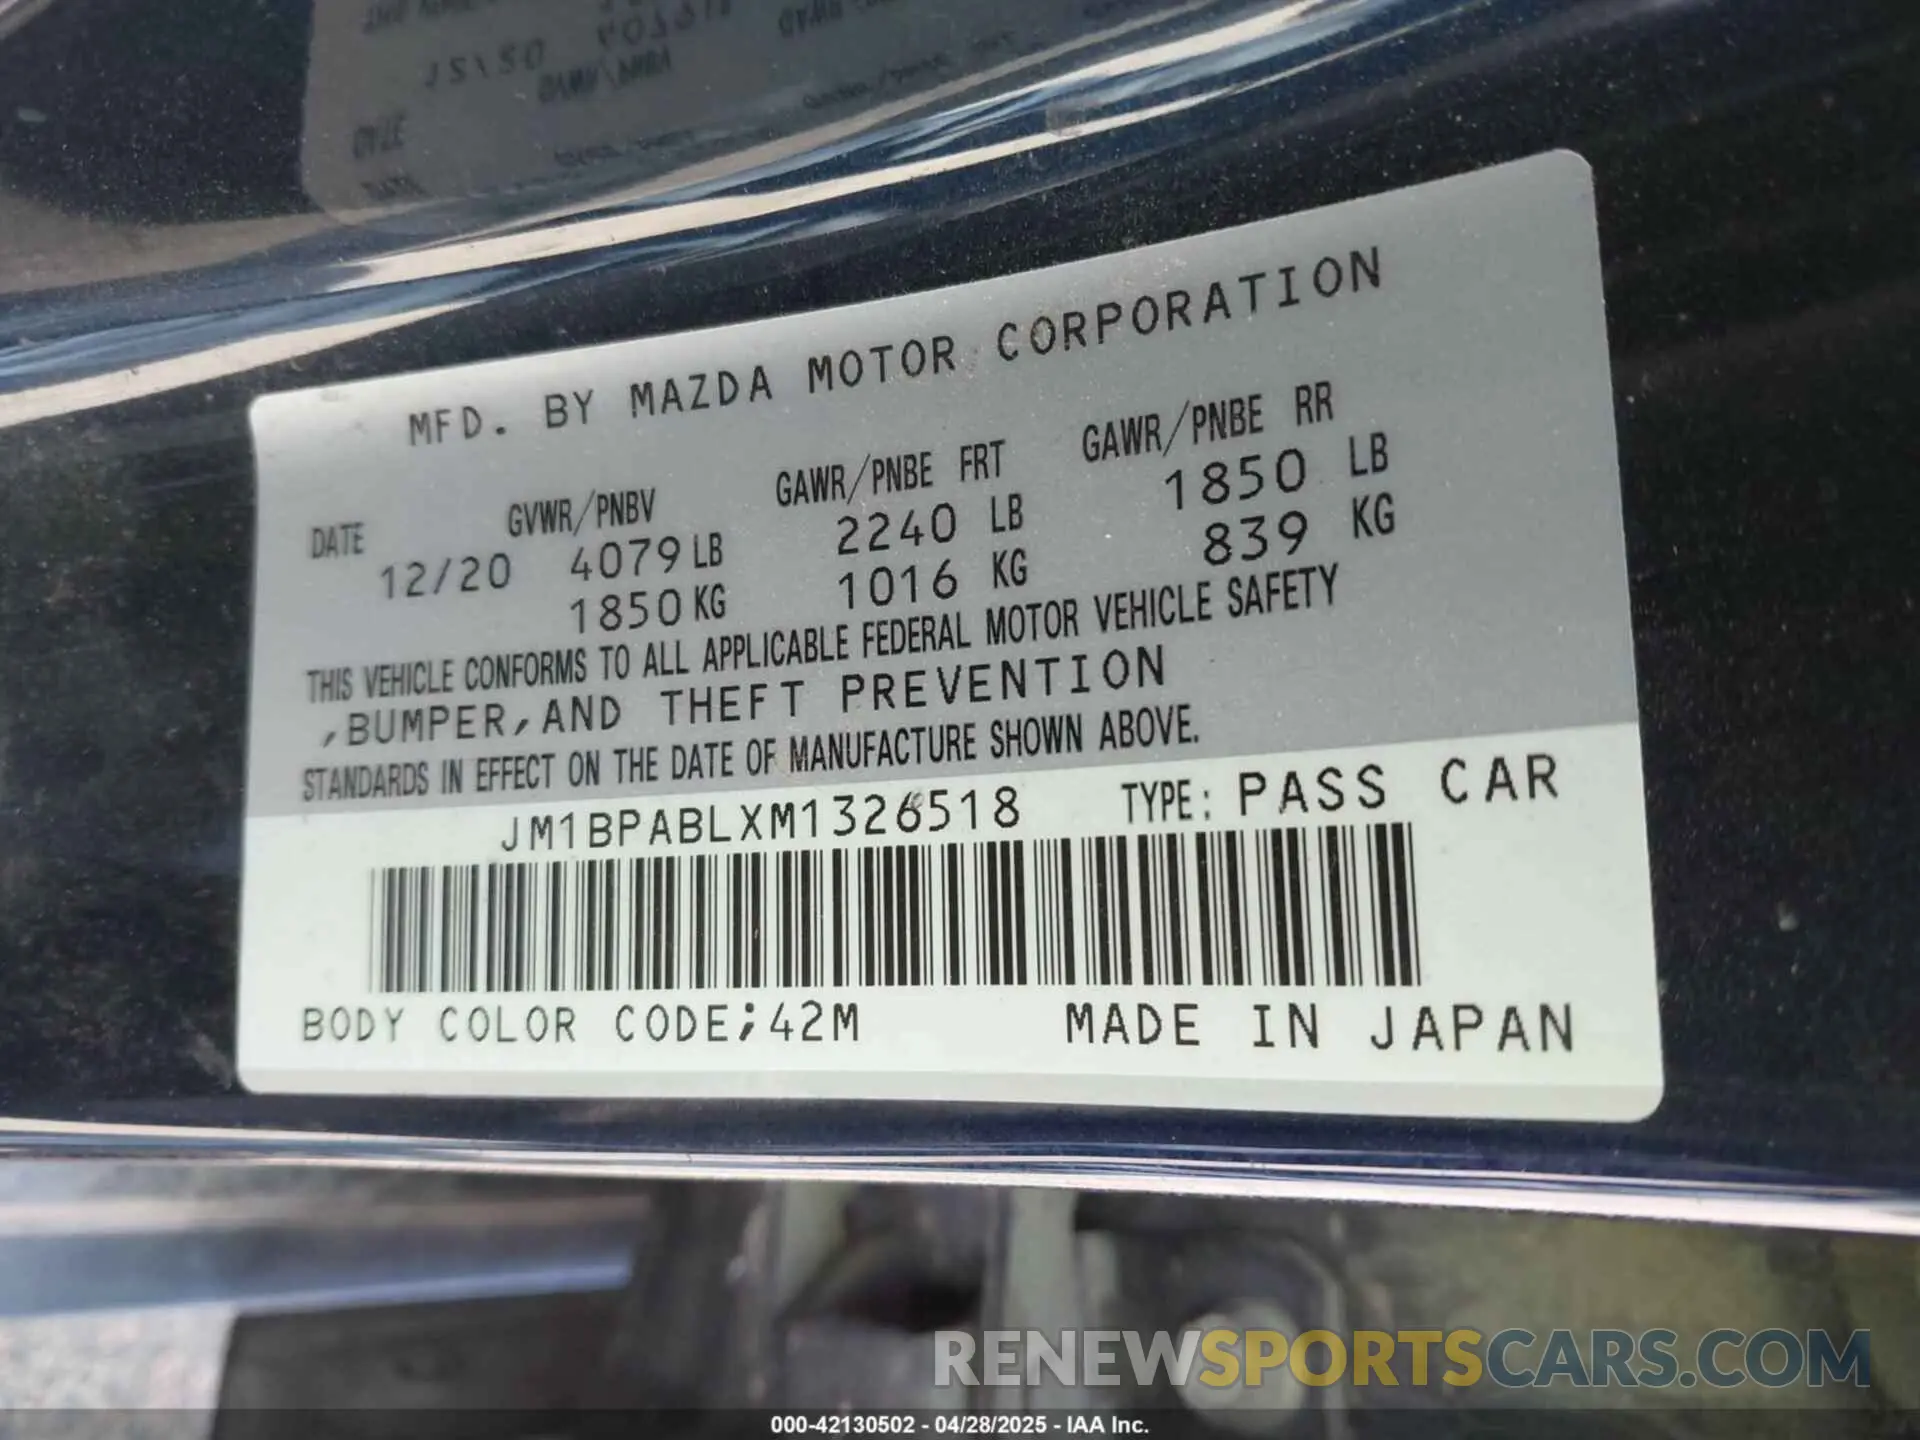 MFD. BY MAZDA MOTOR CORPORATION
DATE GVWR/PNBV GAWR/PNBE FRT GAWR/PNBE RR
12/20 4079 LB 2240 LB 1850 LB
1850 KG 1016 KG 839 KG
THIS VEHICLE CONFORMS TO ALL APPLICABLE FEDERAL MOTOR VEHICLE SAFETY
,BUMPER,AND THEFT PREVENTION
STANDARDS IN EFFECT ON THE DATE OF MANUFACTURE SHOWN ABOVE.
JM1BPABLXM1326518 TYPE: PASS CAR
BODY COLOR CODE;42M MADE IN JAPAN
RENEWSPORTSCARS.COM
000-42130502 - 04/28/2025 - IAA Inc.